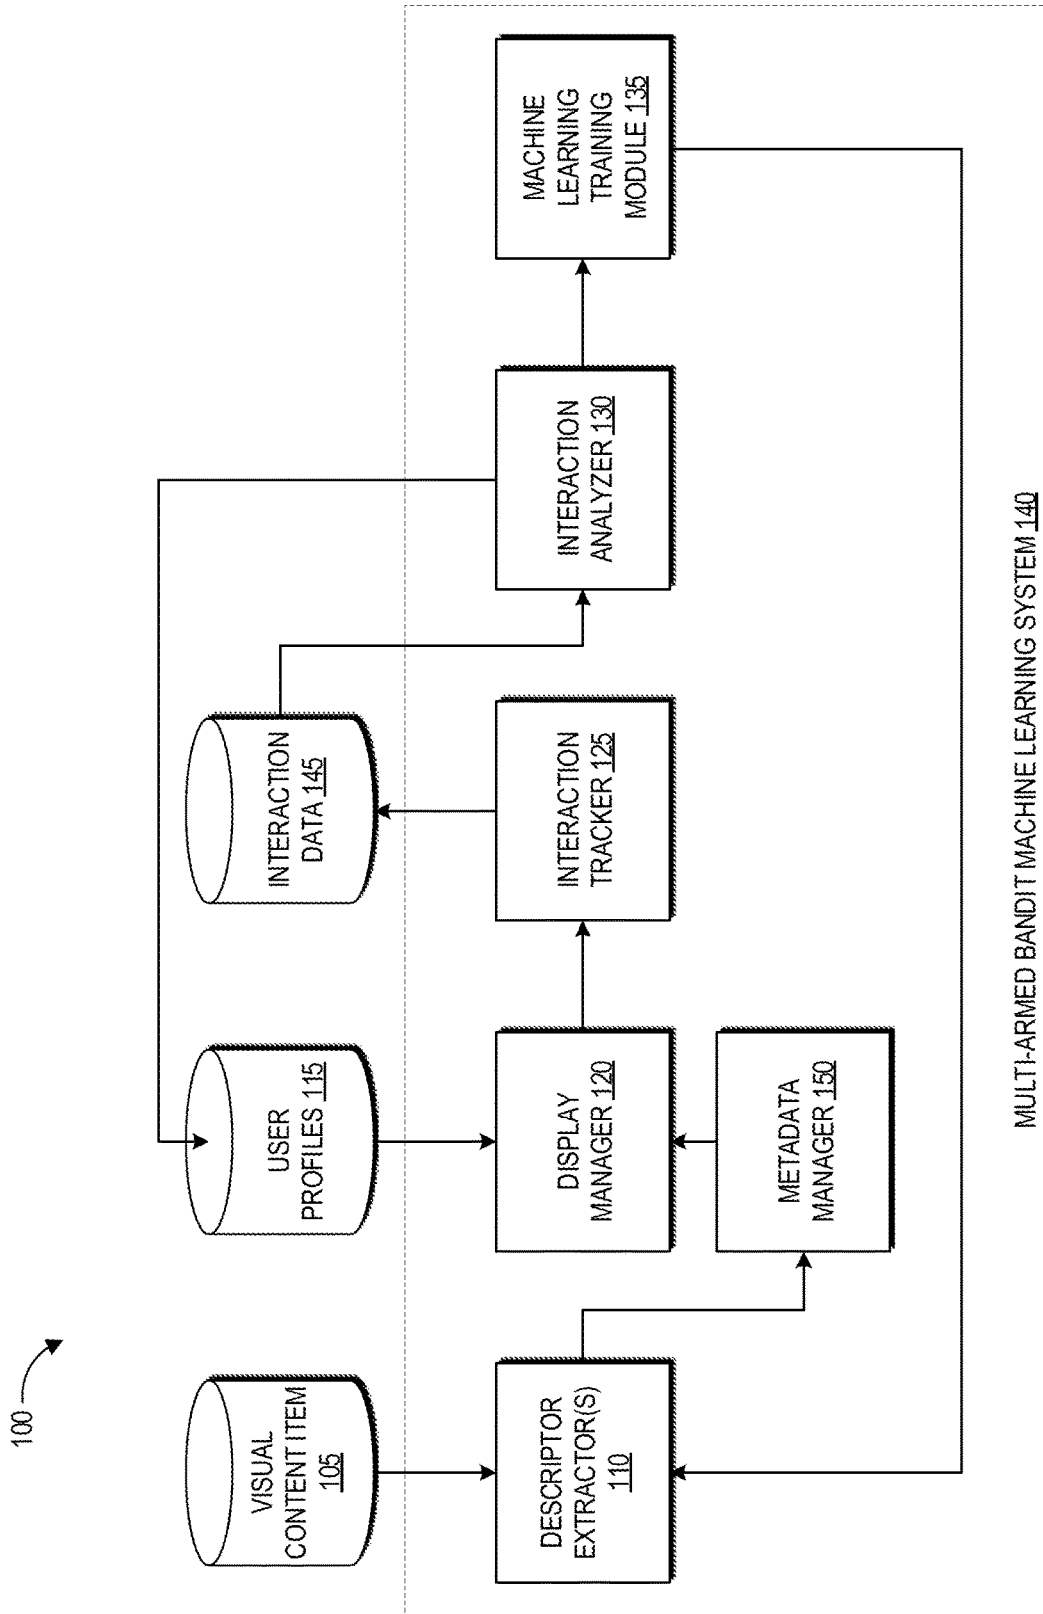 100
VISUAL
CONTENT ITEM
105
USER
PROFILES 115
INTERACTION
DATA 145
DESCRIPTOR
EXTRACTOR(S)
110
DISPLAY
MANAGER 120
INTERACTION
TRACKER 125
INTERACTION
ANALYZER 130
MACHINE
LEARNING
TRAINING
MODULE 135
METADATA
MANAGER 150
MULTI-ARMED BANDIT MACHINE LEARNING SYSTEM 140